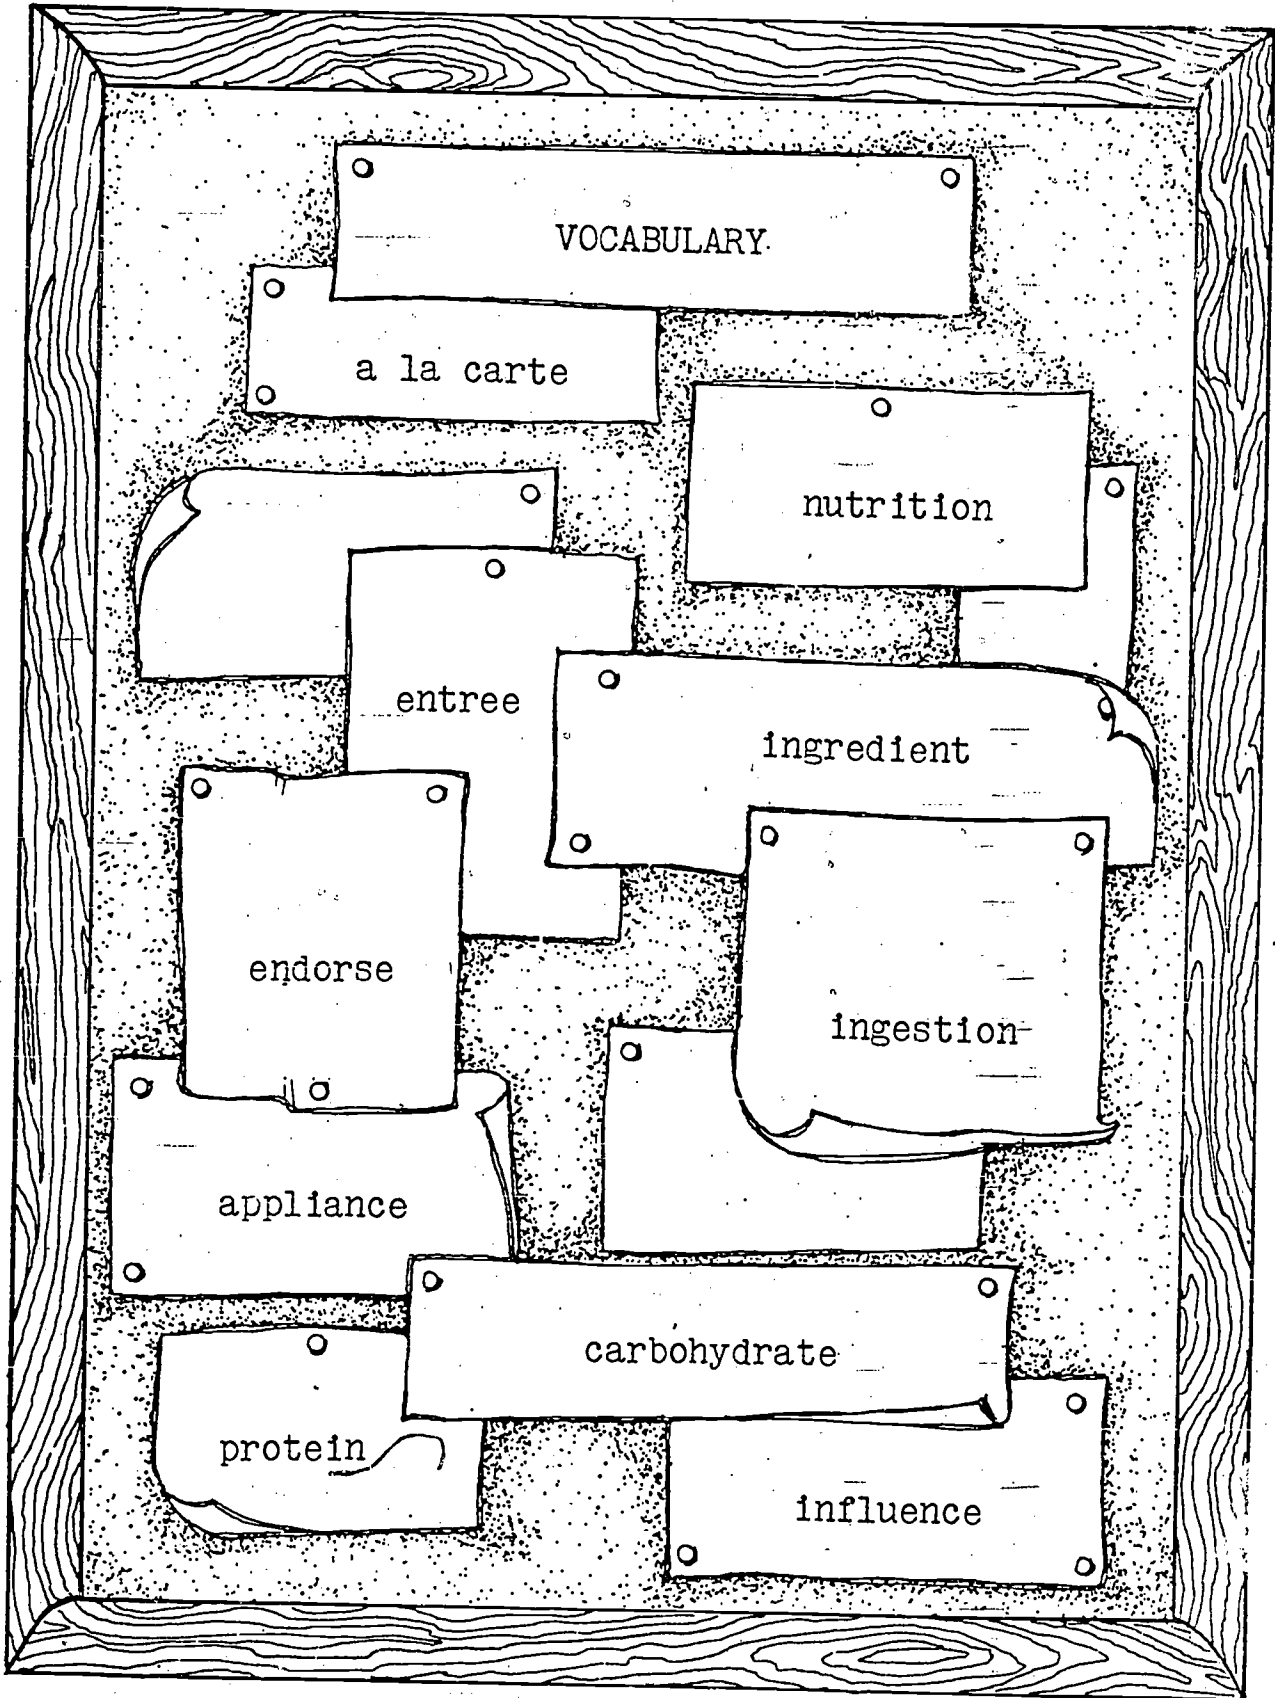 VOCABULARY
a la carte
nutrition
entree
ingredient
endorse
ingestion
appliance
carbohydrate
protein
influence